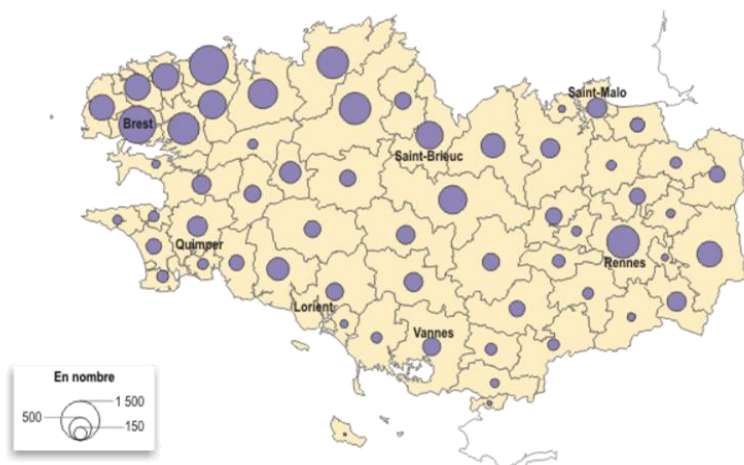 Saint-Malo
Brest
Saint-Brieuc
Quimper
Rennes
Lorient
Vannes
En nombre
1 500
500
150